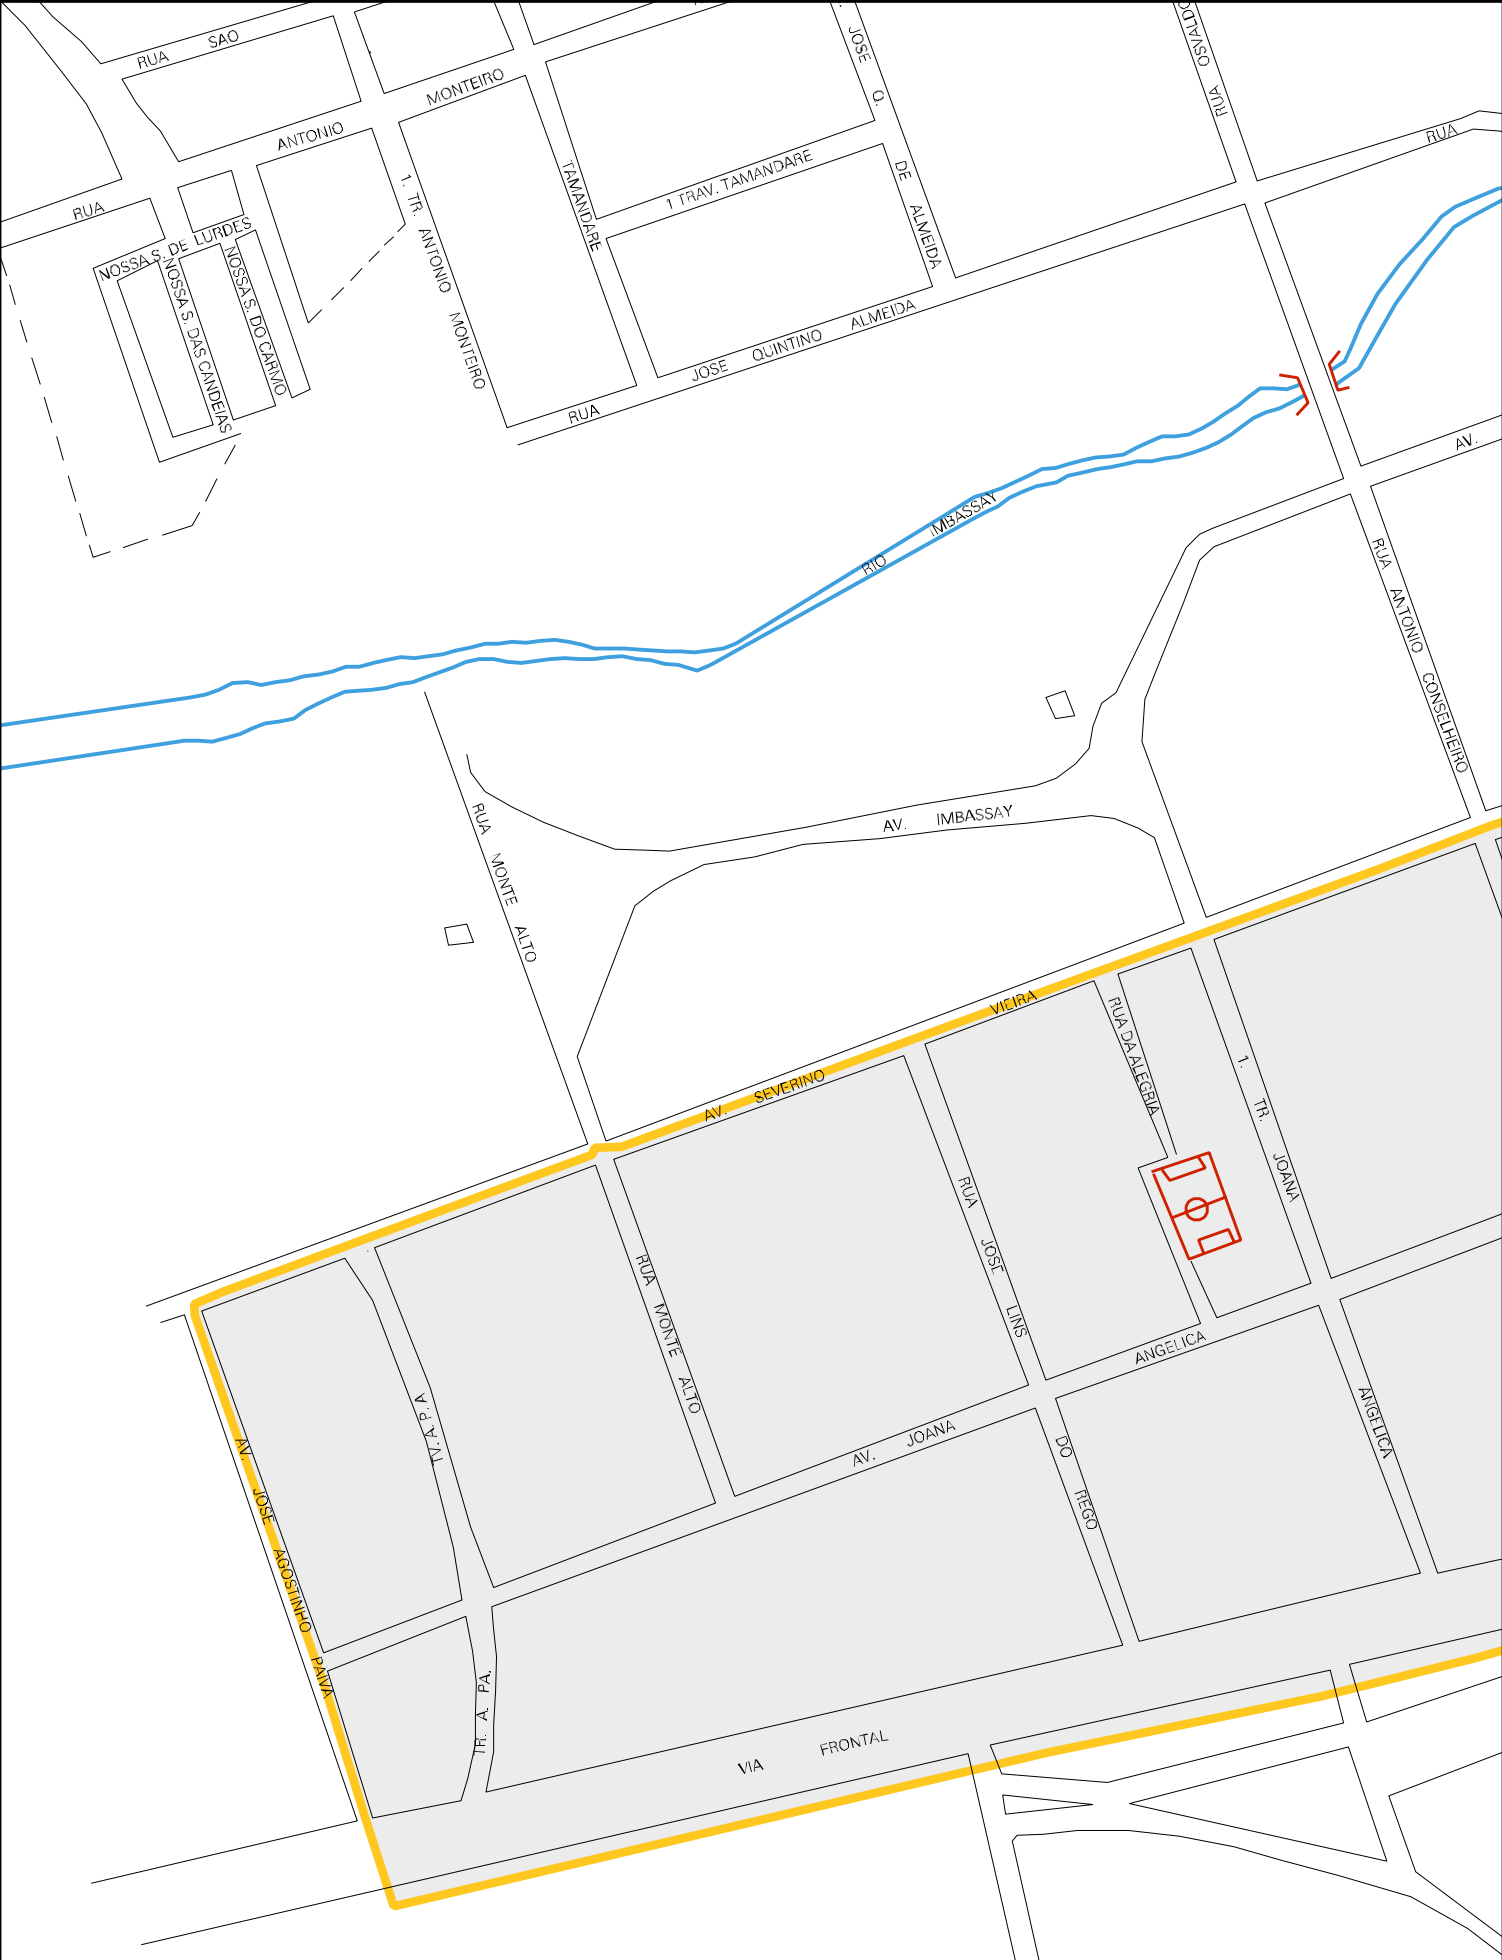 RUA SAO
ANTONIO MONTEIRO
RUA
NOSSA S. DE LURDES
NOSSA S. DAS CANDEIAS
NOSSA S. DO CARMO
1. TR. ANTONIO MONTEIRO
TAMANDARE
1 TRAV. TAMANDARE
JOSE Q. DE ALMEIDA
RUA OSVALDO
RUA
RUA JOSE QUINTINO ALMEIDA
AV.
RIO IMBASSAY
RUA ANTONIO CONSELHEIRO
RUA MONTE ALTO
AV. IMBASSAY
AV. SEVERINO VIEIRA
RUA DA ALEGRIA
1. TR. JOANA ANGELICA
RUA JOSE LINS DO REGO
RUA MONTE ALTO
TV. A. P. A
AV. JOANA ANGELICA
AV. JOSE AGOSTINHO PAIVA
TR. A. PA.
VIA FRONTAL